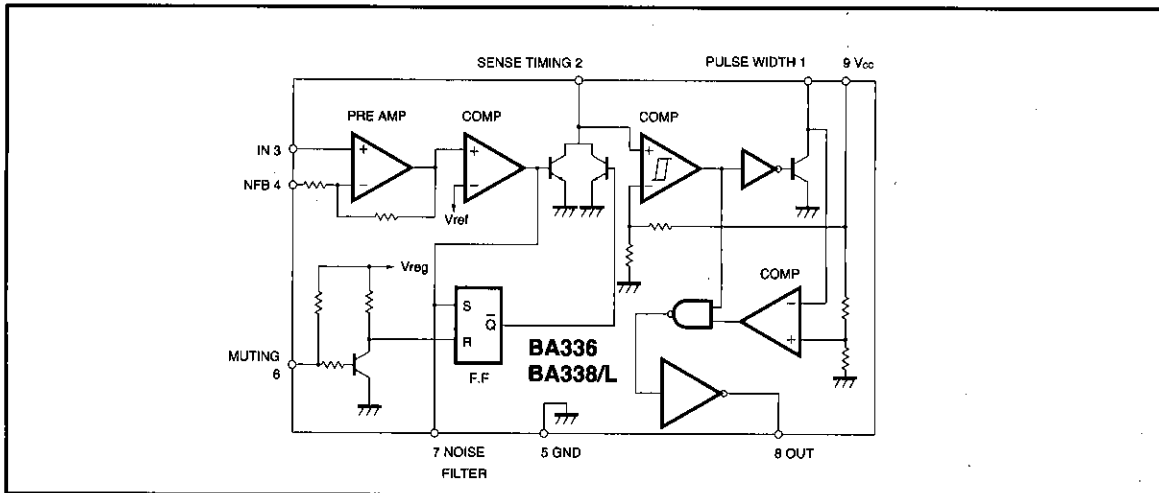 SENSE TIMING 2
PULSE WIDTH 1
9 Vcc
PRE AMP
COMP
COMP
IN 3
NFB 4
+
−
+
−
+
−
Vref
Vreg
COMP
−
+
S
R
Q̅
F.F
BA336
BA338/L
MUTING
6
7 NOISE
FILTER
5 GND
8 OUT